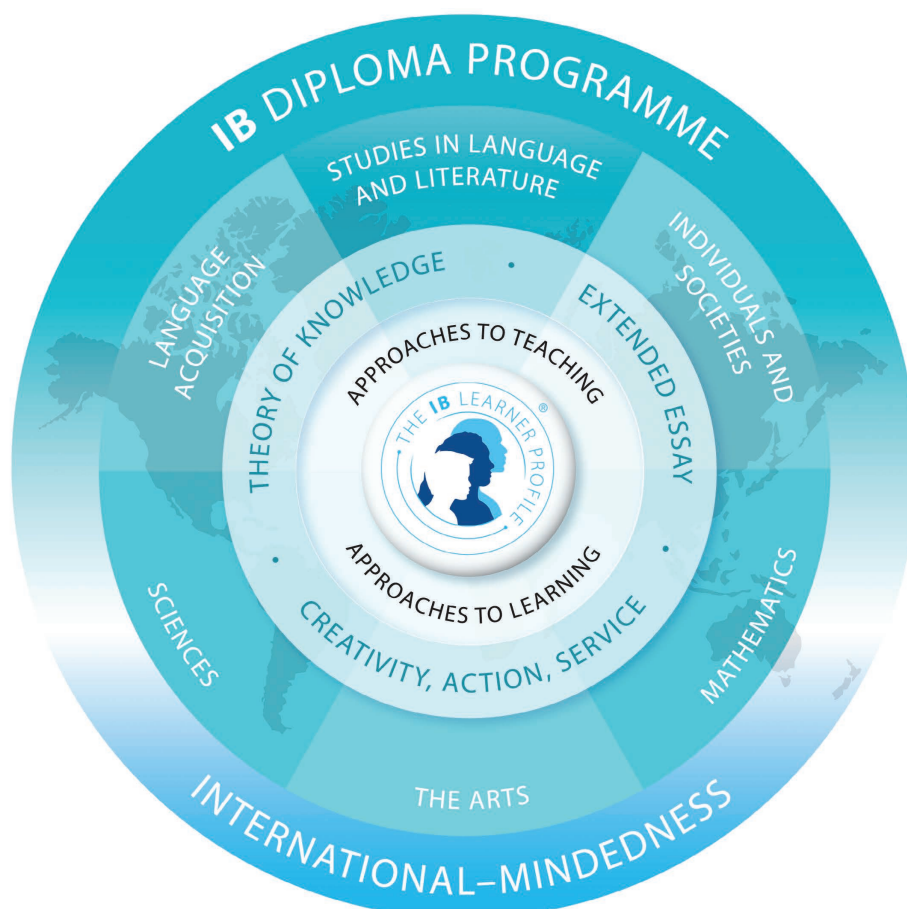 IB DIPLOMA PROGRAMME
STUDIES IN LANGUAGE
AND LITERATURE
LANGUAGE
ACQUISITION
INDIVIDUALS AND
SOCIETIES
THEORY OF KNOWLEDGE
EXTENDED ESSAY
APPROACHES TO TEACHING
THE IB LEARNER PROFILE ®
APPROACHES TO LEARNING
CREATIVITY, ACTION, SERVICE
SCIENCES
MATHEMATICS
THE ARTS
INTERNATIONAL–MINDEDNESS